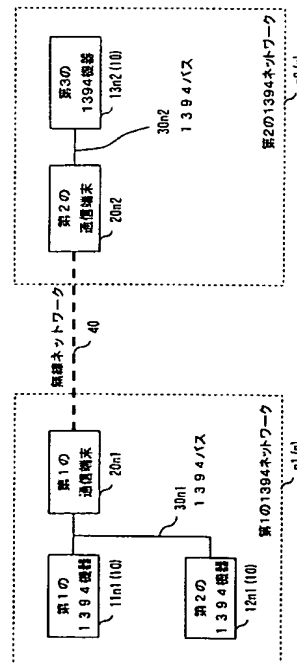 第1の
1394機器
11n1(10)
第2の
1394機器
12n1(10)
第1の
通信端末
20n1
30n1
1394バス
第1の1394ネットワーク
n1(n)
無線ネットワーク
40
第2の
通信端末
20n2
第3の
1394機器
13n2(10)
30n2
1394バス
第2の1394ネットワーク